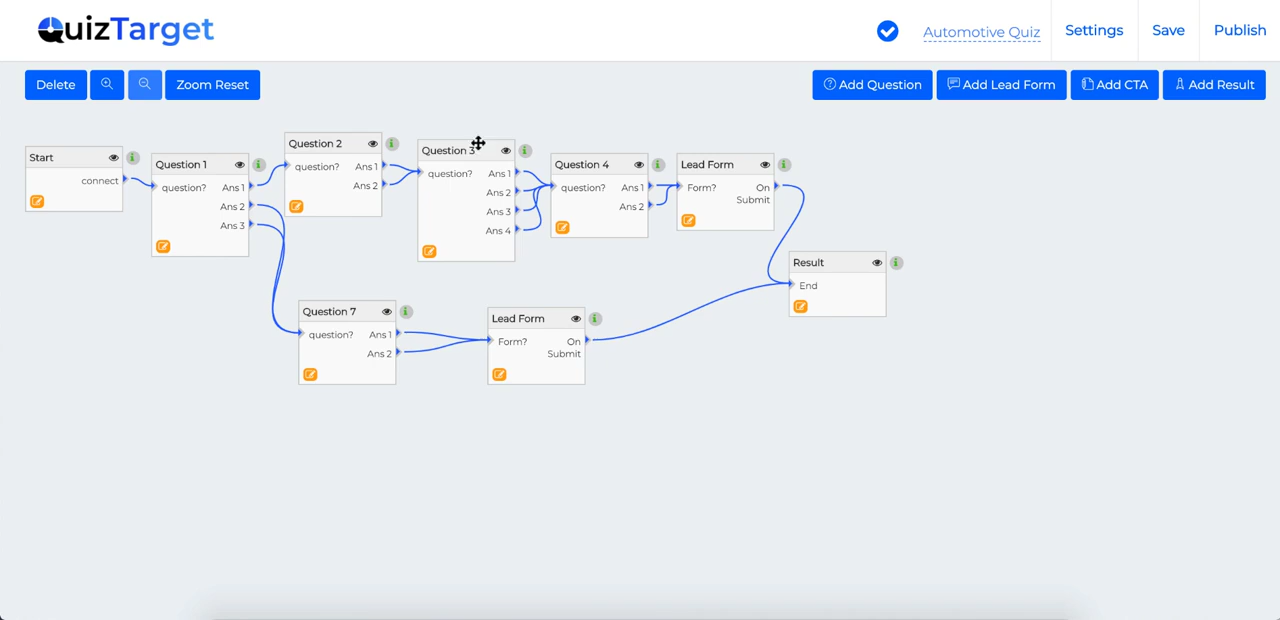 QuizTarget
Automotive Quiz
Settings
Save
Publish
Delete
Zoom Reset
Add Question
Add Lead Form
Add CTA
Add Result
Start
connect
Question 1
question?
Ans 1
Ans 2
Ans 3
Question 2
question?
Ans 1
Ans 2
Question 3
question?
Ans 1
Ans 2
Ans 3
Ans 4
Question 4
question?
Ans 1
Ans 2
Lead Form
Form?
On
Submit
Result
End
Question 7
question?
Ans 1
Ans 2
Lead Form
Form?
On
Submit